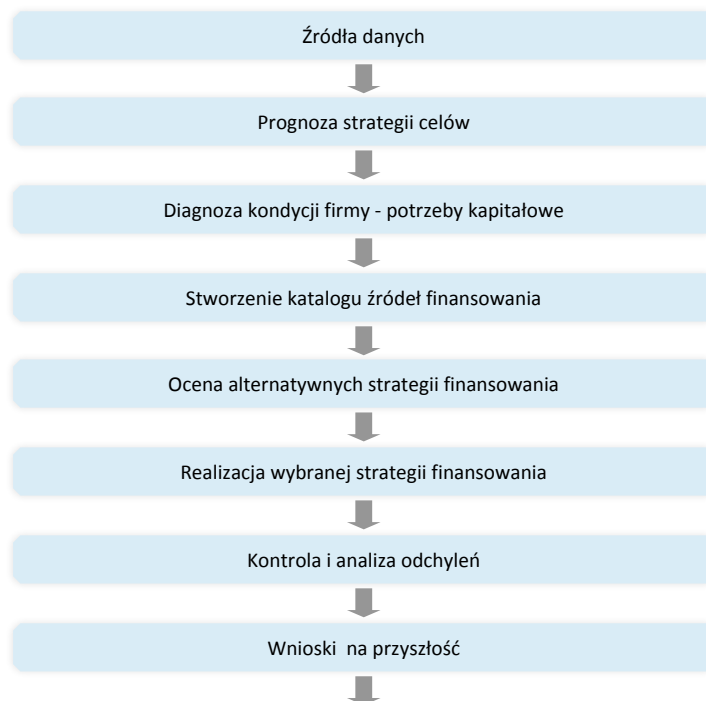 Źródła danych
Prognoza strategii celów
Diagnoza kondycji firmy - potrzeby kapitałowe
Stworzenie katalogu źródeł finansowania
Ocena alternatywnych strategii finansowania
Realizacja wybranej strategii finansowania
Kontrola i analiza odchyleń
Wnioski  na przyszłość